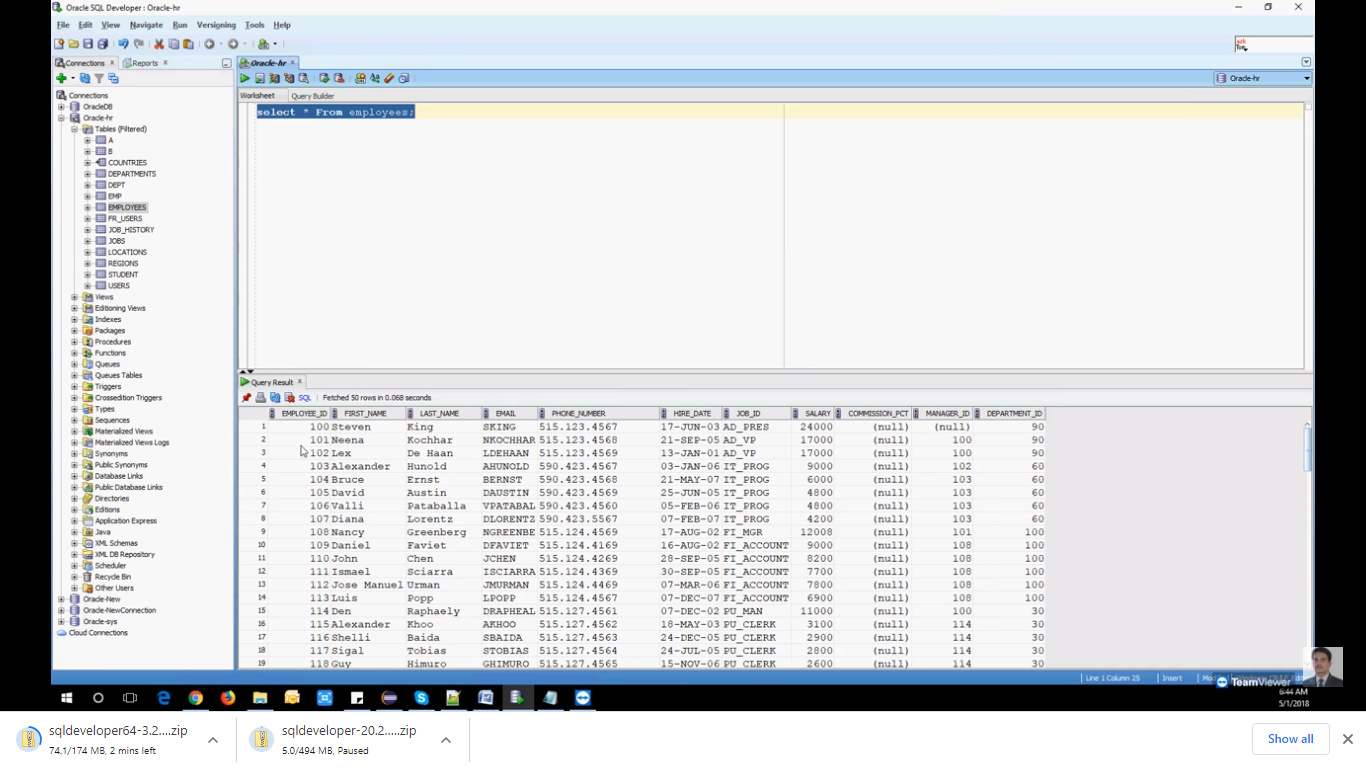 Oracle SQL Developer : Oracle-hr
File Edit View Navigate Run Versioning Tools Help
Connections Reports Oracle-hr
Oracle-hr
Worksheet Query Builder
select * From employees;
Connections
OracleDB
Oracle-hr
Tables (Filtered)
A
B
COUNTRIES
DEPARTMENTS
DEPT
EMP
EMPLOYEES
FR_USERS
JOB_HISTORY
JOBS
LOCATIONS
REGIONS
STUDENT
USERS
Views
Editioning Views
Indexes
Packages
Procedures
Functions
Queues
Queues Tables
Triggers
Crossedition Triggers
Types
Sequences
Materialized Views
Materialized Views Logs
Synonyms
Public Synonyms
Database Links
Public Database Links
Directories
Editions
Application Express
Java
XML Schemas
XML DB Repository
Scheduler
Recycle Bin
Other Users
Oracle-New
Oracle-NewConnection
Oracle-sys
Cloud Connections
Query Result
SQL Fetched 50 rows in 0.068 seconds
EMPLOYEE_ID FIRST_NAME LAST_NAME EMAIL PHONE_NUMBER HIRE_DATE JOB_ID SALARY COMMISSION_PCT MANAGER_ID DEPARTMENT_ID
1 100 Steven King SKING 515.123.4567 17-JUN-03 AD_PRES 24000 (null) (null) 90
2 101 Neena Kochhar NKOCHHAR 515.123.4568 21-SEP-05 AD_VP 17000 (null) 100 90
3 102 Lex De Haan LDEHAAN 515.123.4569 13-JAN-01 AD_VP 17000 (null) 100 90
4 103 Alexander Hunold AHUNOLD 590.423.4567 03-JAN-06 IT_PROG 9000 (null) 102 60
5 104 Bruce Ernst BERNST 590.423.4568 21-MAY-07 IT_PROG 6000 (null) 103 60
6 105 David Austin DAUSTIN 590.423.4569 25-JUN-05 IT_PROG 4800 (null) 103 60
7 106 Valli Pataballa VPATABAL 590.423.4560 05-FEB-06 IT_PROG 4800 (null) 103 60
8 107 Diana Lorentz DLORENTZ 590.423.5567 07-FEB-07 IT_PROG 4200 (null) 103 60
9 108 Nancy Greenberg NGREENBE 515.124.4569 17-AUG-02 FI_MGR 12008 (null) 101 100
10 109 Daniel Faviet DFAVIET 515.124.4169 16-AUG-02 FI_ACCOUNT 9000 (null) 108 100
11 110 John Chen JCHEN 515.124.4269 28-SEP-05 FI_ACCOUNT 8200 (null) 108 100
12 111 Ismael Sciarra ISCIARRA 515.124.4369 30-SEP-05 FI_ACCOUNT 7700 (null) 108 100
13 112 Jose Manuel Urman JMURMAN 515.124.4469 07-MAR-06 FI_ACCOUNT 7800 (null) 108 100
14 113 Luis Popp LPOPP 515.124.4567 07-DEC-07 FI_ACCOUNT 6900 (null) 108 100
15 114 Den Raphaely DRAPHEAL 515.127.4561 07-DEC-02 PU_MAN 11000 (null) 100 30
16 115 Alexander Khoo AKHOO 515.127.4562 18-MAY-03 PU_CLERK 3100 (null) 114 30
17 116 Shelli Baida SBAIDA 515.127.4563 24-DEC-05 PU_CLERK 2900 (null) 114 30
18 117 Sigal Tobias STOBIAS 515.127.4564 24-JUL-05 PU_CLERK 2800 (null) 114 30
19 118 Guy Himuro GHIMURO 515.127.4565 15-NOV-06 PU_CLERK 2600 (null) 114 30
Line 1 Column 25 Insert
TeamViewer
6:44 AM
5/1/2018
sqldeveloper64-3.2.....zip
74.1/174 MB, 2 mins left
sqldeveloper-20.2.....zip
5.0/494 MB, Paused
Show all